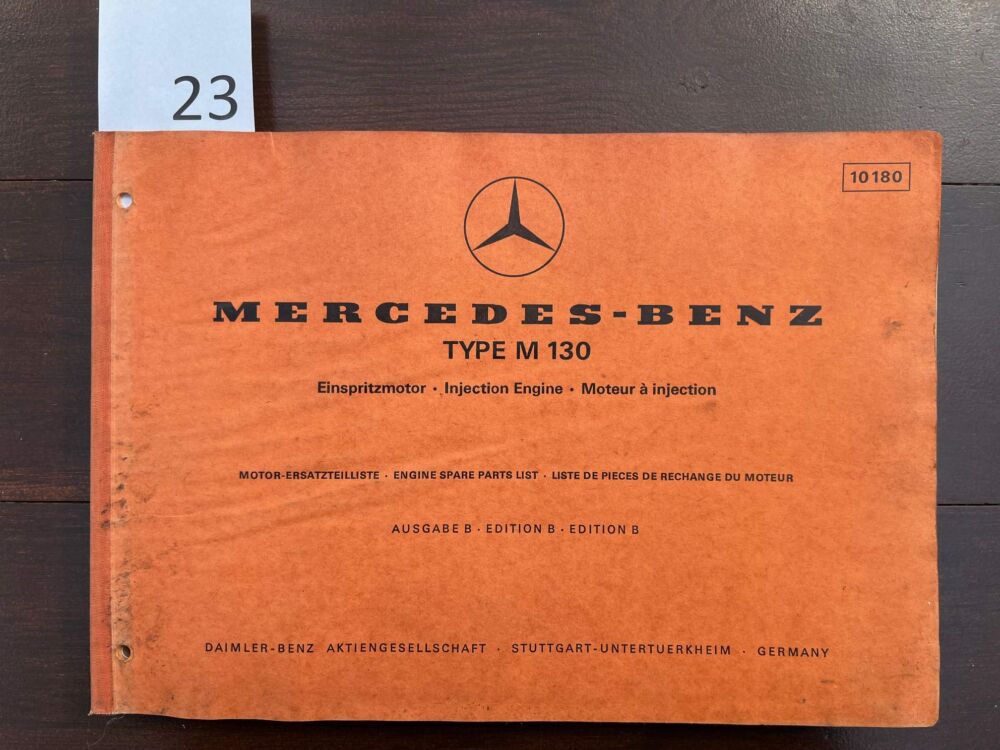 23
10180
MERCEDES-BENZ
TYPE M 130
Einspritzmotor · Injection Engine · Moteur à injection
MOTOR-ERSATZTEILLISTE · ENGINE SPARE PARTS LIST · LISTE DE PIECES DE RECHANGE DU MOTEUR
AUSGABE B · EDITION B · EDITION B
DAIMLER-BENZ AKTIENGESELLSCHAFT · STUTTGART-UNTERTUERKHEIM · GERMANY